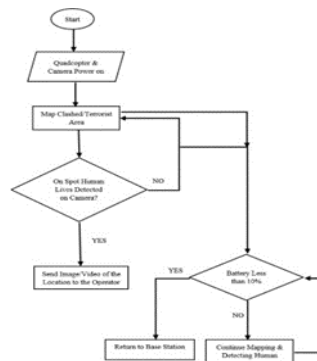 Start
Quadcoptor &
Camera Power on
Map Clashed/Terrorist
Area
On Spot Human
Lives Detected
on Camera?
NO
YES
Send Image/Video of the
Location to the Operator
Battery Less
than 10%
YES
NO
Return to Base Station
Continue Mapping &
Detecting Human